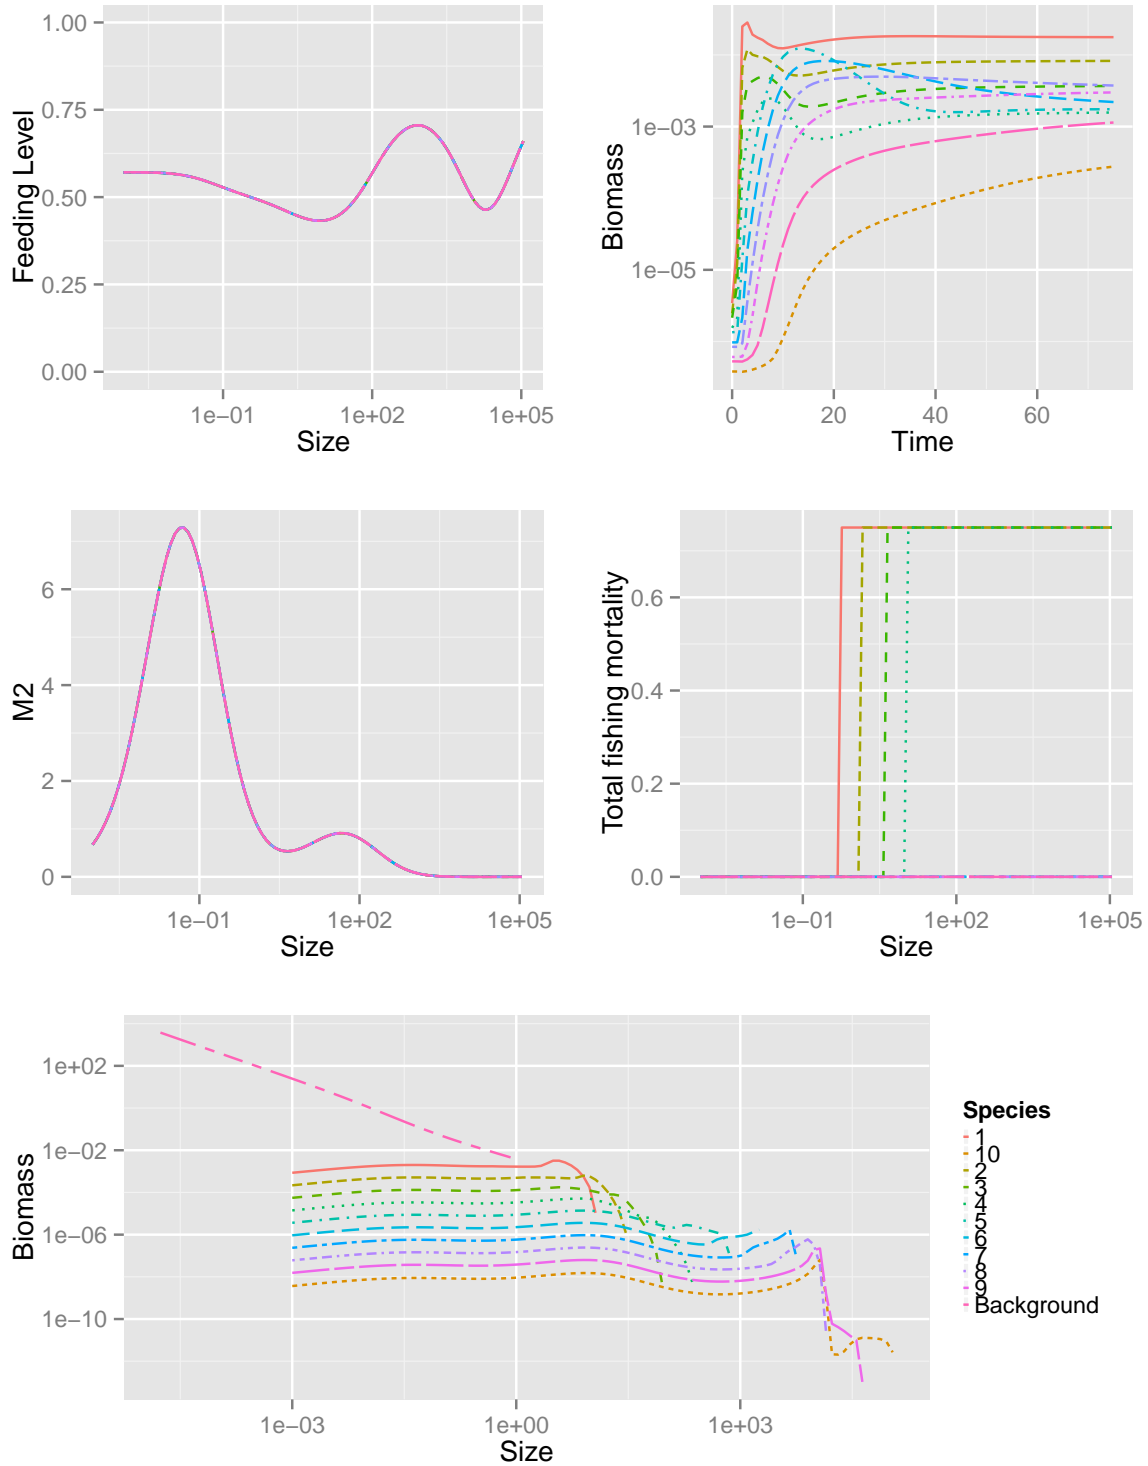 1.00
0.75
0.50
0.25
0.00
Feeding Level
1e−01
1e+02
1e+05
Size
1e−03
1e−05
Biomass
0
20
40
60
Time
6
4
2
0
M2
1e−01
1e+02
1e+05
Size
0.6
0.4
0.2
0.0
Total fishing mortality
1e−01
1e+02
1e+05
Size
1e+02
1e−02
1e−06
1e−10
Biomass
1e−03
1e+00
1e+03
Size
Species
1
10
2
3
4
5
6
7
8
9
Background